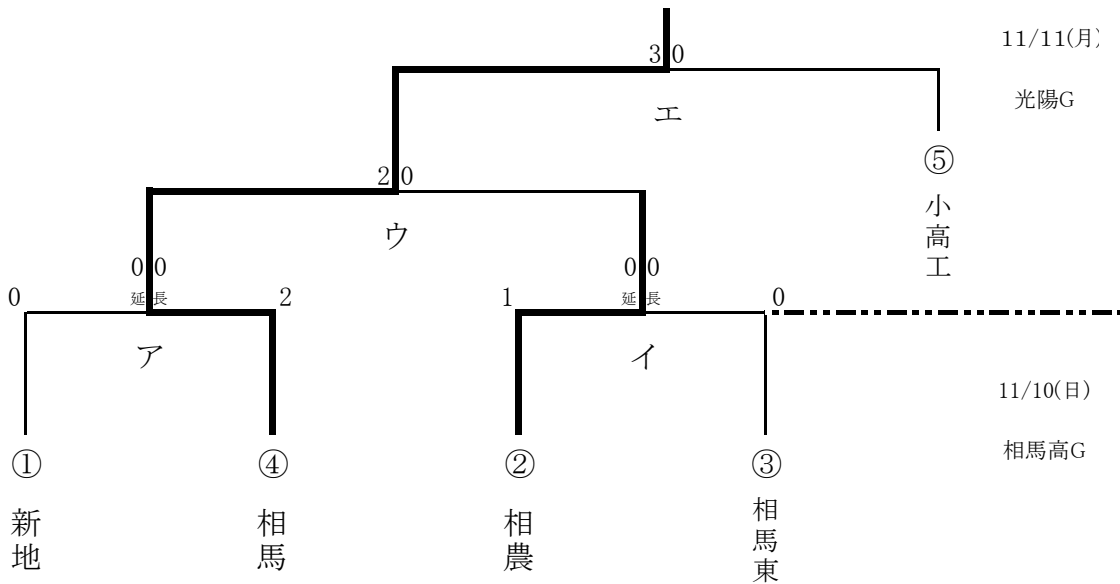 11/11(月)
3 0
光陽G
エ
⑤
小高工
2 0
ウ
0 0
0 0
0
延長
2
1
延長
0
ア
イ
11/10(日)
相馬高G
①
④
②
③
新地
相馬
相農
相馬東